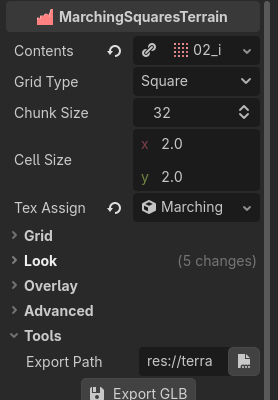 MarchingSquaresTerrain
Contents 02_i
Grid Type Square
Chunk Size 32
Cell Size
x 2.0
y 2.0
Tex Assign Marching
Grid
Look (5 changes)
Overlay
Advanced
Tools
Export Path res://terra
Export GLB